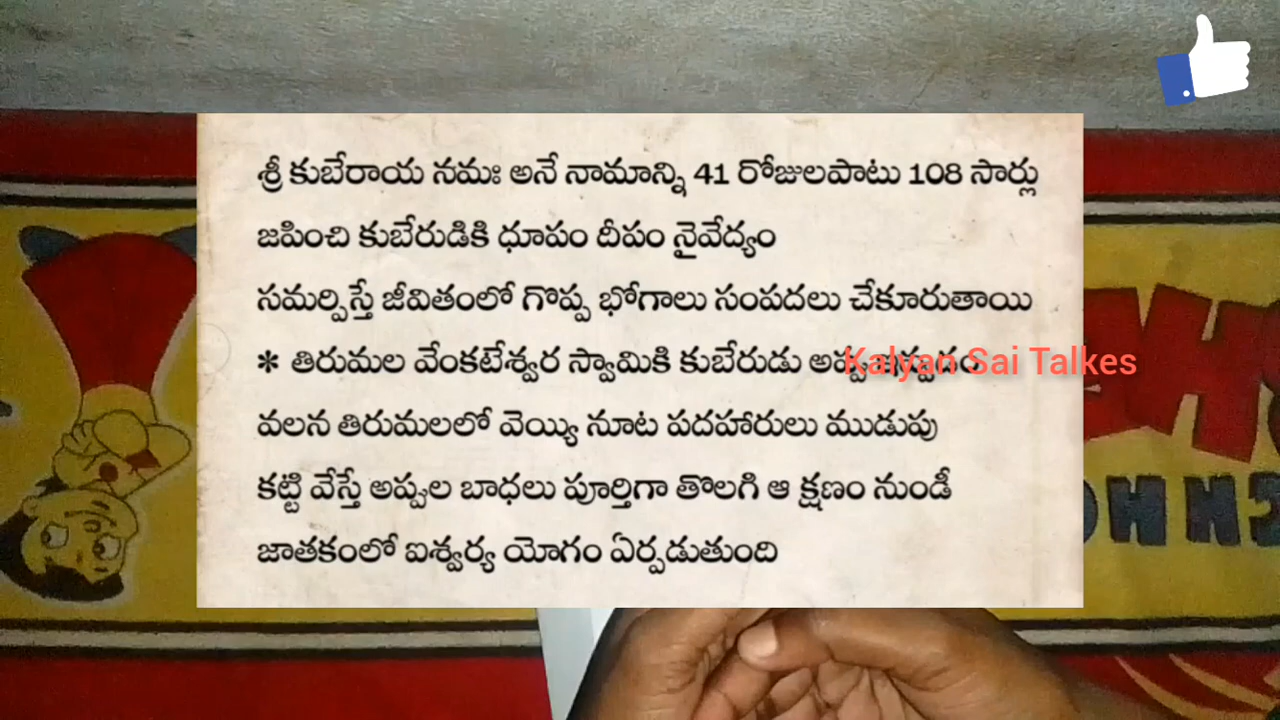 శ్రీ కుబేరాయ నమః అనే నామాన్ని 41 రోజులపాటు 108 సార్లు
జపించి కుబేరుడికి ధూపం దీపం నైవేద్యం
సమర్పిస్తే జీవితంలో గొప్ప భోగాలు సంపదలు చేకూరుతాయి
* తిరుమల వేంకటేశ్వర స్వామికి కుబేరుడు అప్పు
Kalyan Sai Talkes
వలన తిరుమలలో వెయ్యి నూట పదహారులు ముడుపు
కట్టి వేస్తే అప్పుల బాధలు పూర్తిగా తొలగి ఆ క్షణం నుండీ
జాతకంలో ఐశ్వర్య యోగం ఏర్పడుతుంది